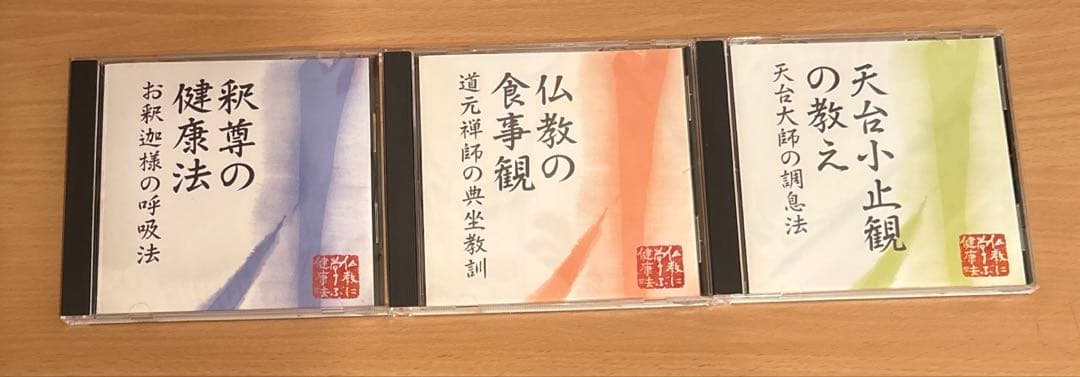 釈尊の
健康法
お釈迦様の呼吸法
仏教に
学ぶ
健康法
仏教の
食事観
道元禅師の典坐教訓
仏教に
学ぶ
健康法
天台小止観
の教え
天台大師の調息法
仏教に
学ぶ
健康法